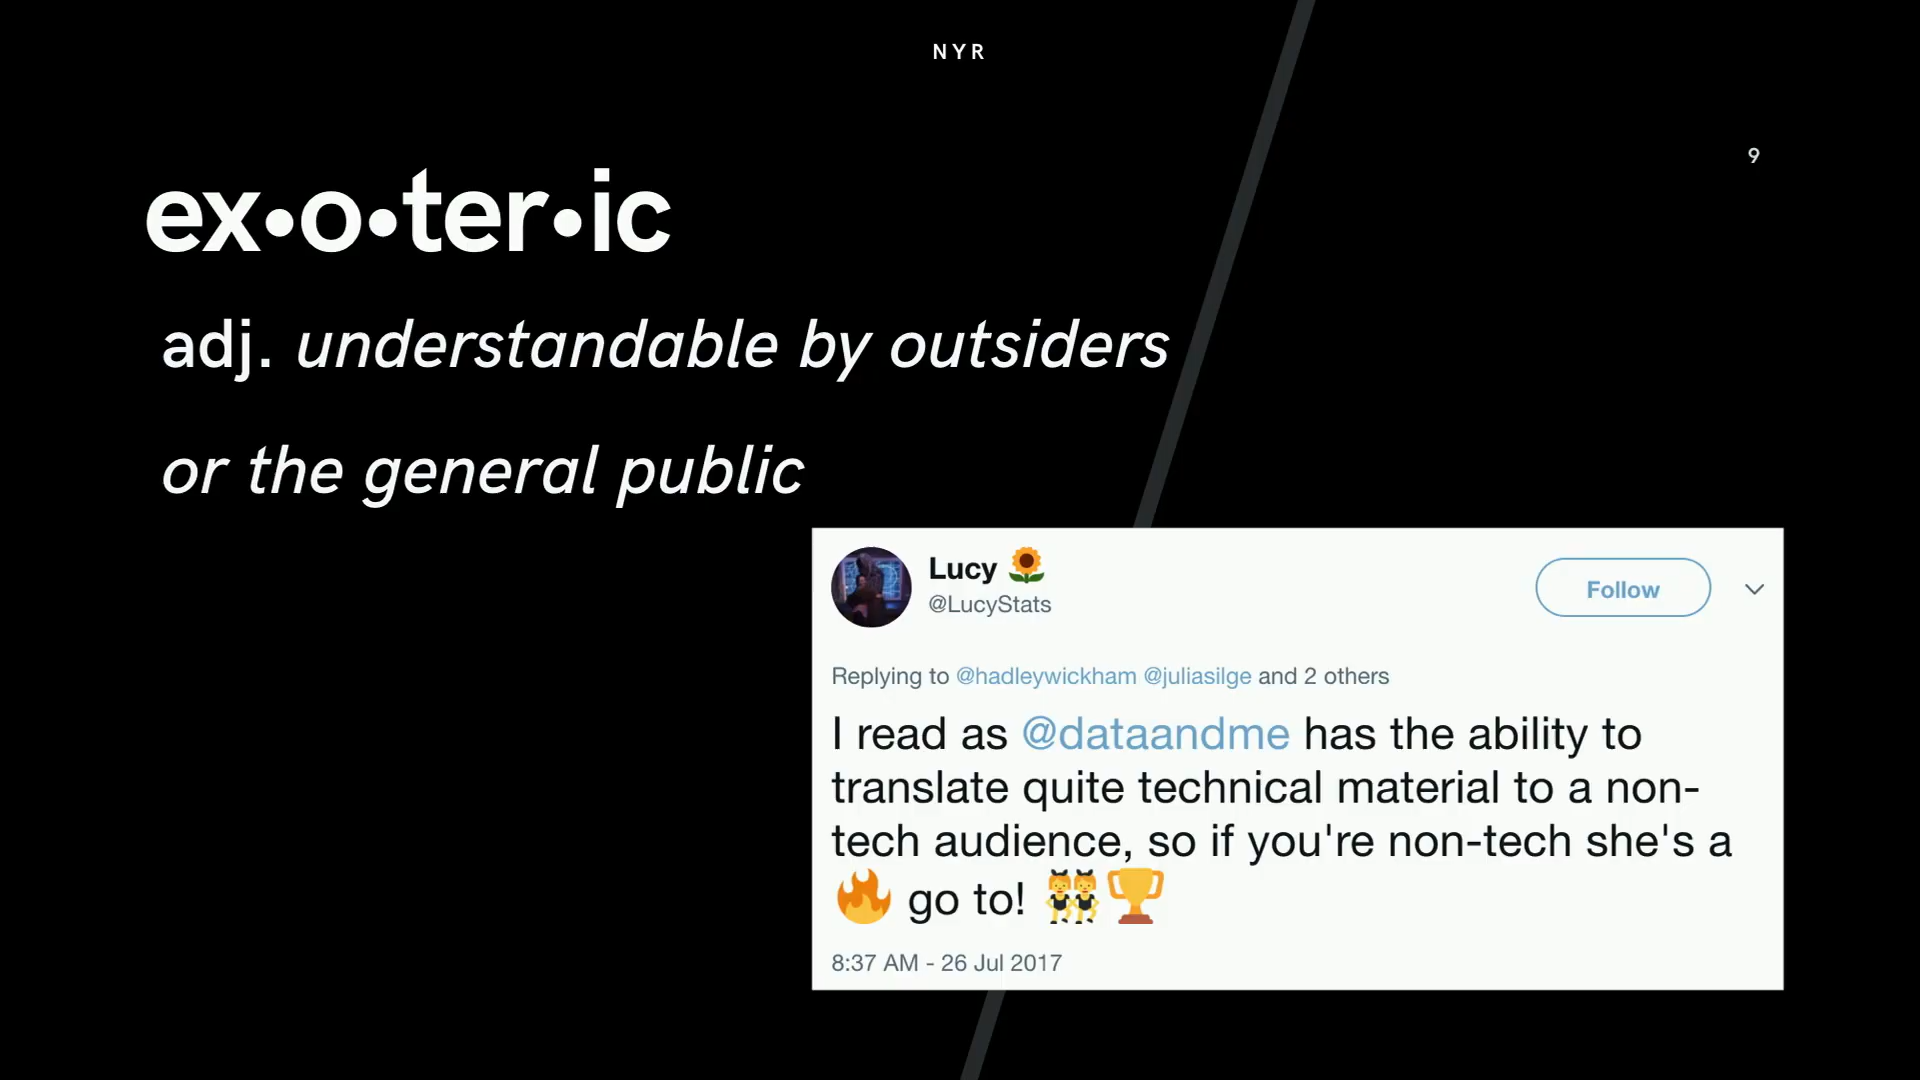 NYR
9
ex•o•ter•ic
adj. understandable by outsiders
or the general public
Lucy 🌻
@LucyStats
Follow
Replying to @hadleywickham @juliasilge and 2 others
I read as @dataandme has the ability to
translate quite technical material to a non-
tech audience, so if you're non-tech she's a
🔥 go to! 👯🏆
8:37 AM - 26 Jul 2017